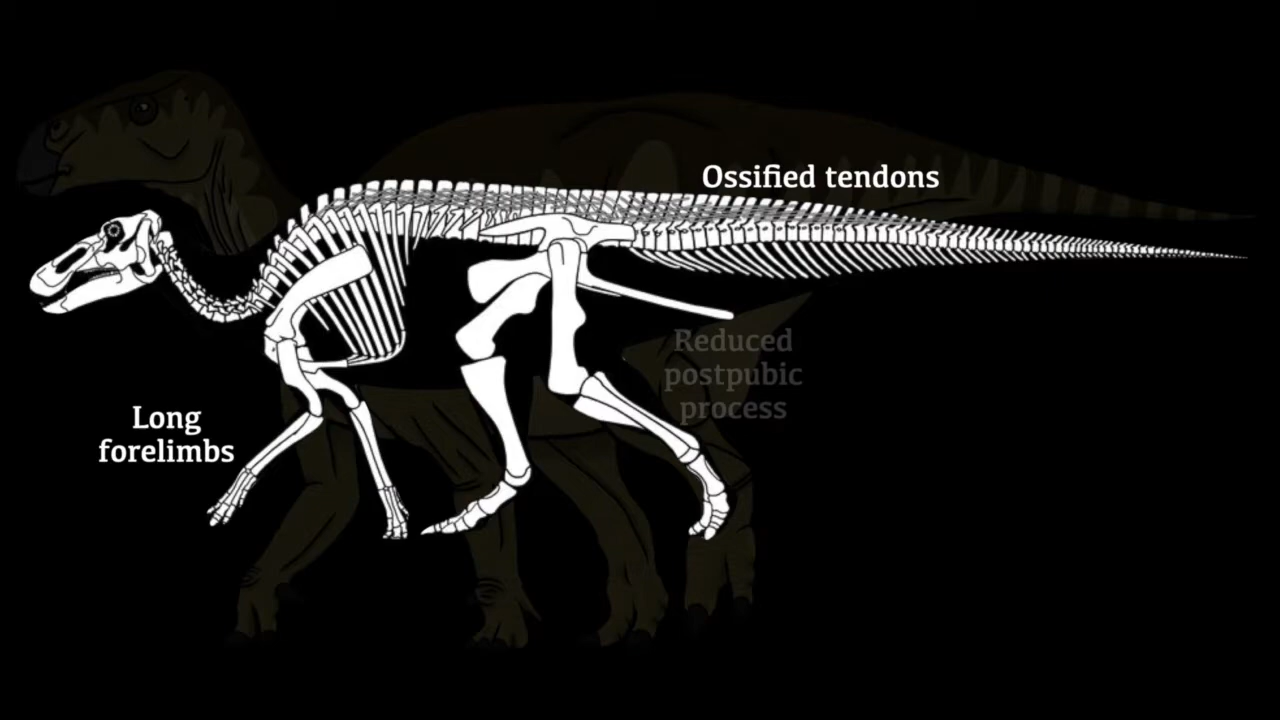 Ossified tendons
Reduced
postpubic
process
Long
forelimbs